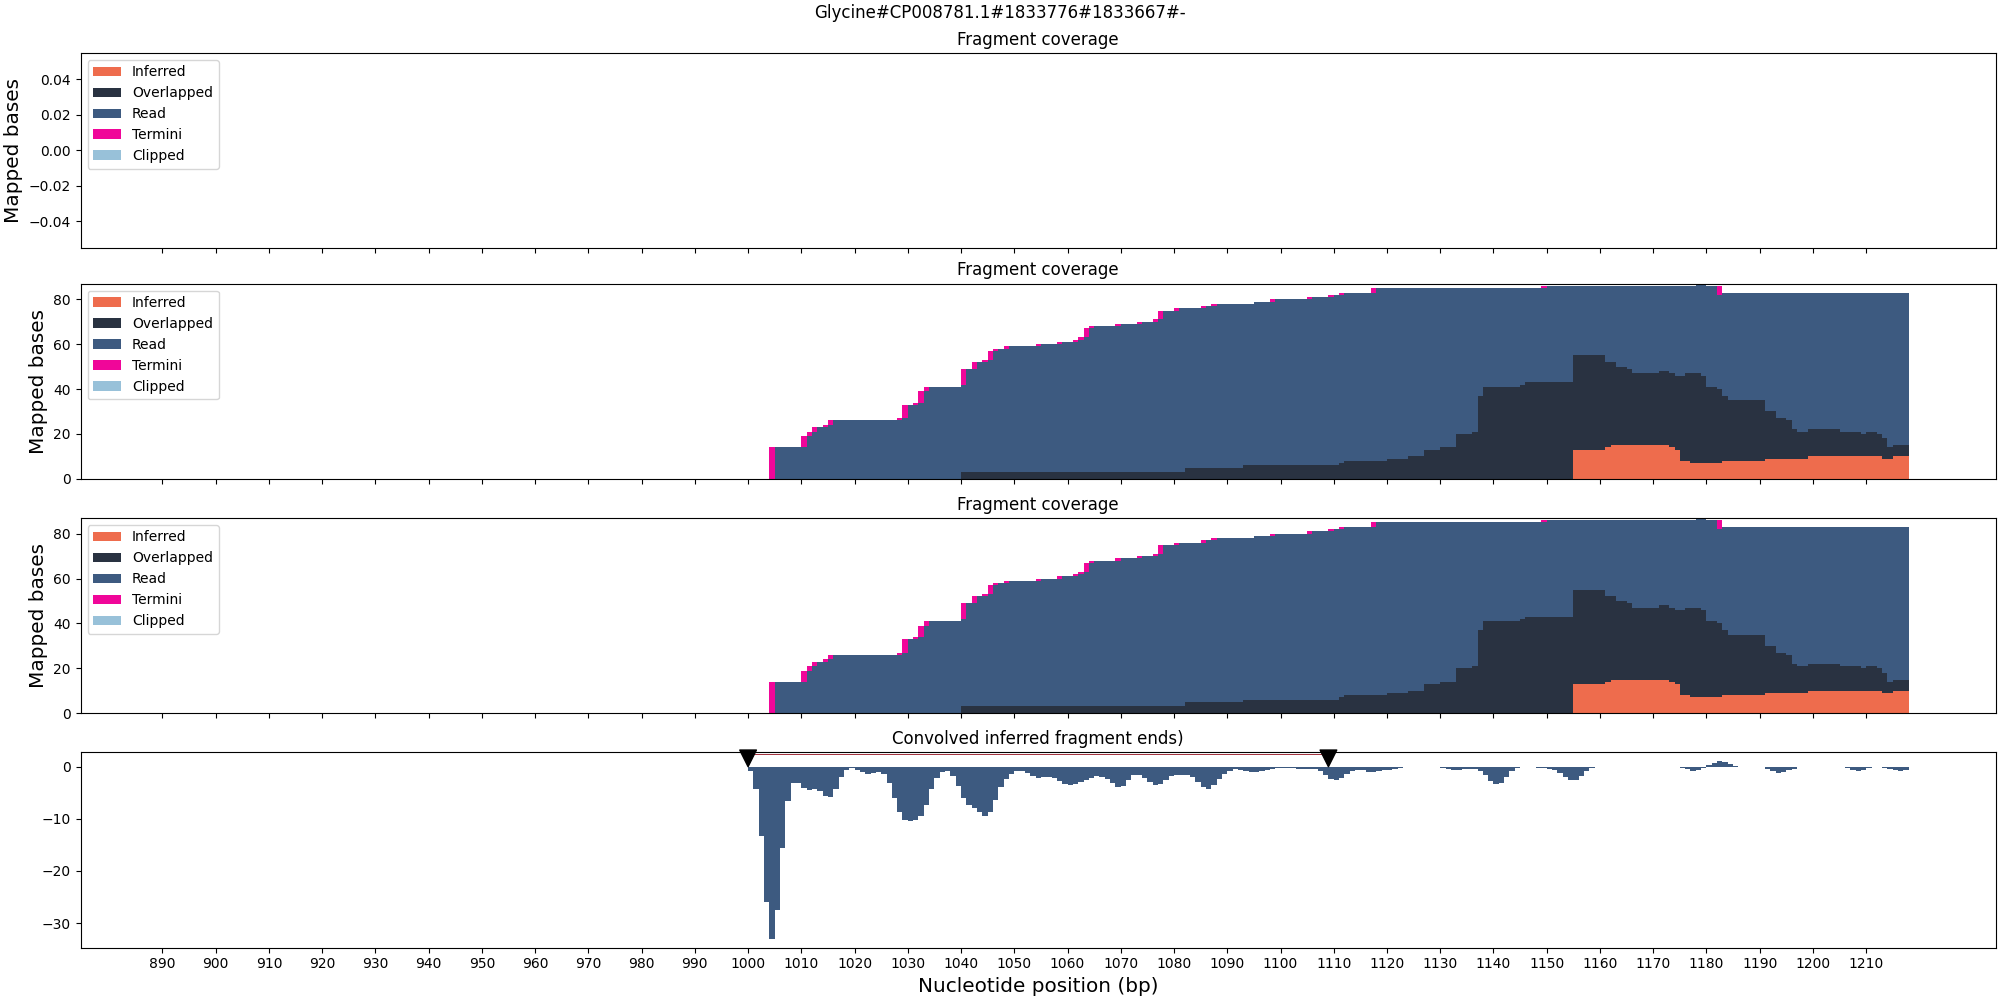 Glycine#CP008781.1#1833776#1833667#-
Fragment coverage
Mapped bases
0.04
0.02
0.00
−0.02
−0.04
Inferred
Overlapped
Read
Termini
Clipped
Fragment coverage
Mapped bases
80
60
40
20
0
Inferred
Overlapped
Read
Termini
Clipped
Fragment coverage
Mapped bases
80
60
40
20
0
Inferred
Overlapped
Read
Termini
Clipped
Convolved inferred fragment ends)
0
−10
−20
−30
890 900 910 920 930 940 950 960 970 980 990 1000 1010 1020 1030 1040 1050 1060 1070 1080 1090 1100 1110 1120 1130 1140 1150 1160 1170 1180 1190 1200 1210
Nucleotide position (bp)